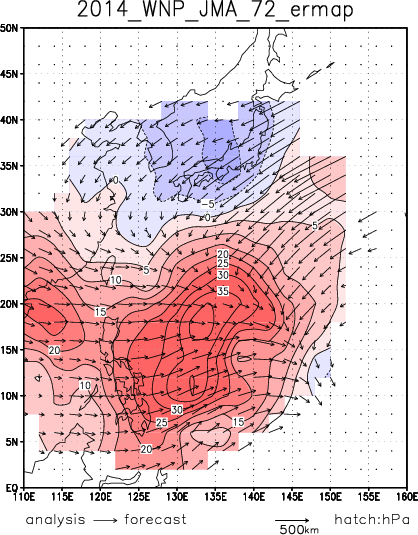 2014_WNP_JMA_72_ermap
50N
45N
40N
35N
0
-5
30N
0
5
20
25N
5
25
10
30
35
20N
15
15N
20
10
10N
30
25
15
5N
20
EQ
110E 115E 120E 125E 130E 135E 140E 145E 150E 155E 160E
analysis → forecast 500km hatch:hPa